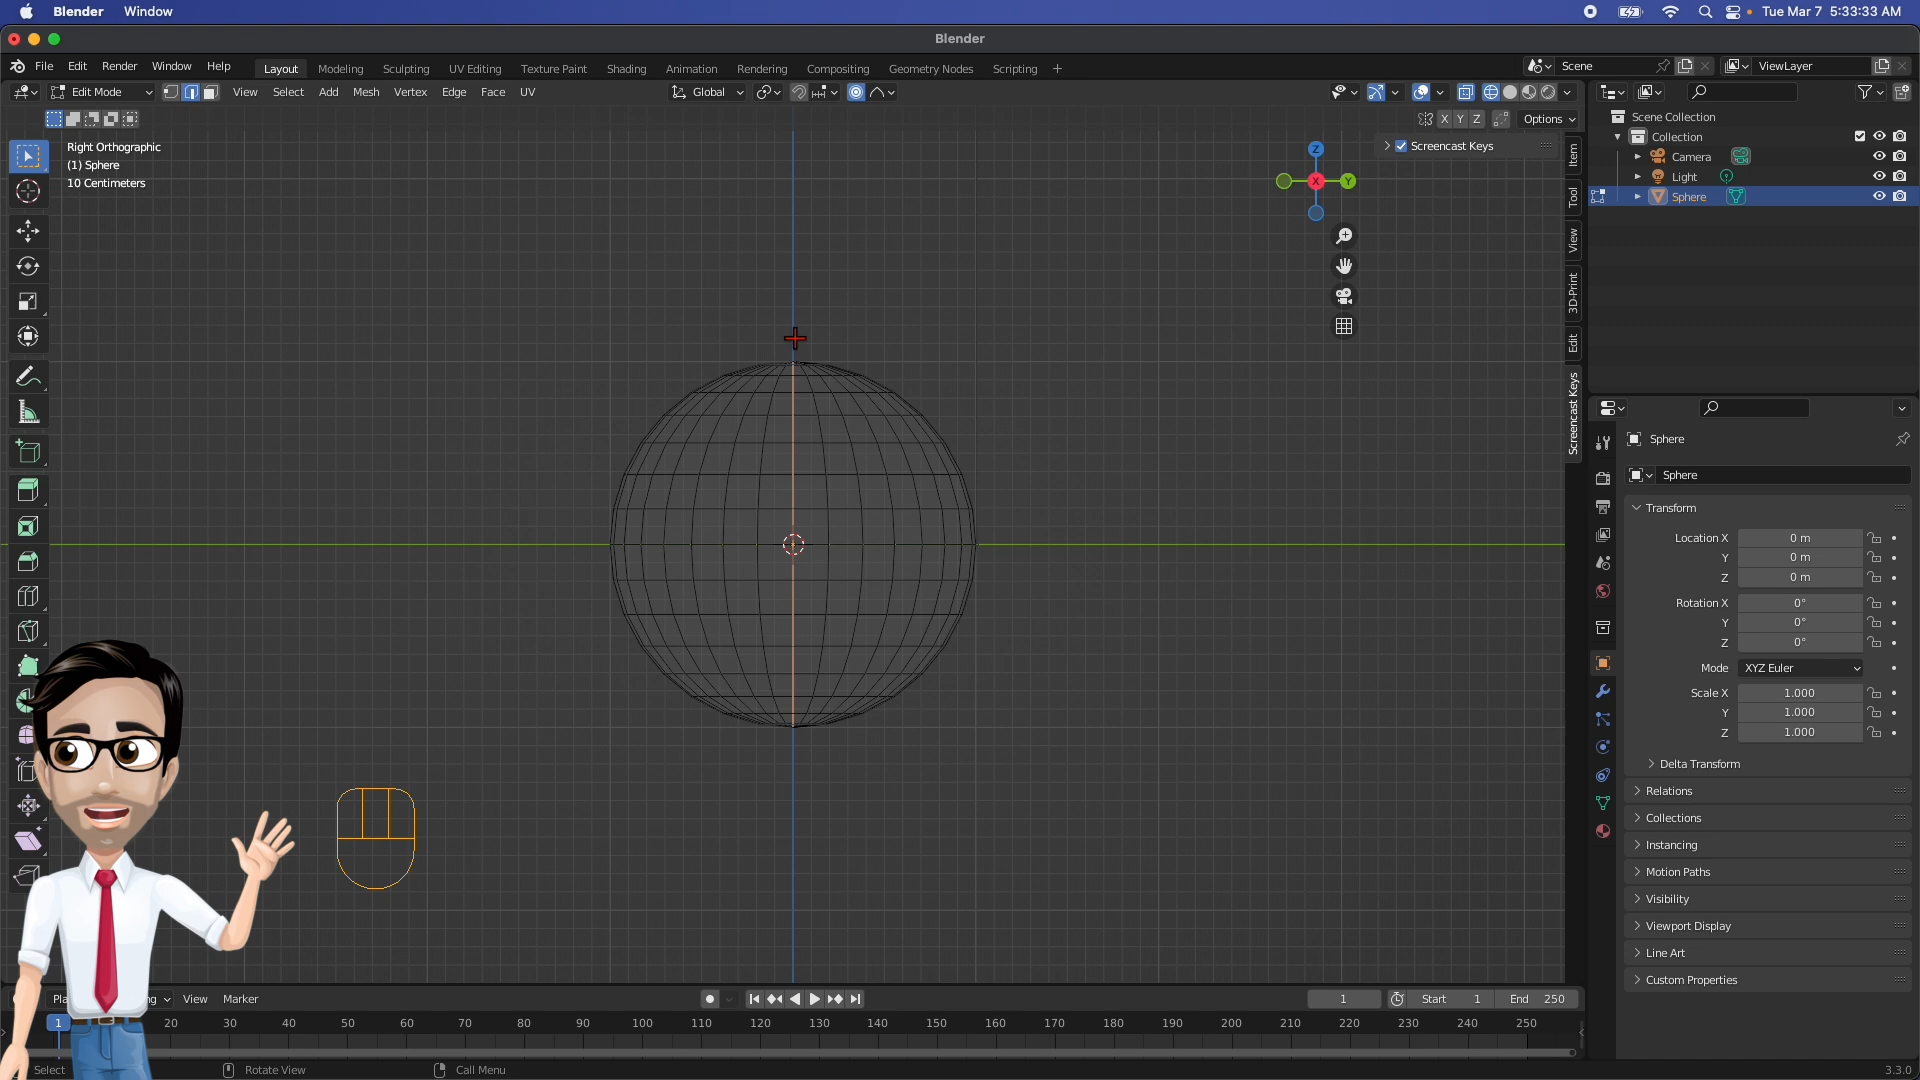 Blender Window Tue Mar 7 5:33:33 AM
Blender
File Edit Render Window Help Layout Modeling Sculpting UV Editing Texture Paint Shading Animation Rendering Compositing Geometry Nodes Scripting + Scene ViewLayer
Edit Mode View Select Add Mesh Vertex Edge Face UV Global
X Y Z Options
Right Orthographic
(1) Sphere
10 Centimeters
Z
X
Y
Screencast Keys
Item
Tool
View
3D-Print
Edit
Screencast Keys
Scene Collection
Collection
Camera
Light
Sphere
Sphere
Sphere
Transform
Location X 0 m
Y 0 m
Z 0 m
Rotation X 0°
Y 0°
Z 0°
Mode XYZ Euler
Scale X 1.000
Y 1.000
Z 1.000
Delta Transform
Relations
Collections
Instancing
Motion Paths
Visibility
Viewport Display
Line Art
Custom Properties
View Marker 1 Start 1 End 250
1 20 30 40 50 60 70 80 90 100 110 120 130 140 150 160 170 180 190 200 210 220 230 240 250
Select Rotate View Call Menu 3.3.0